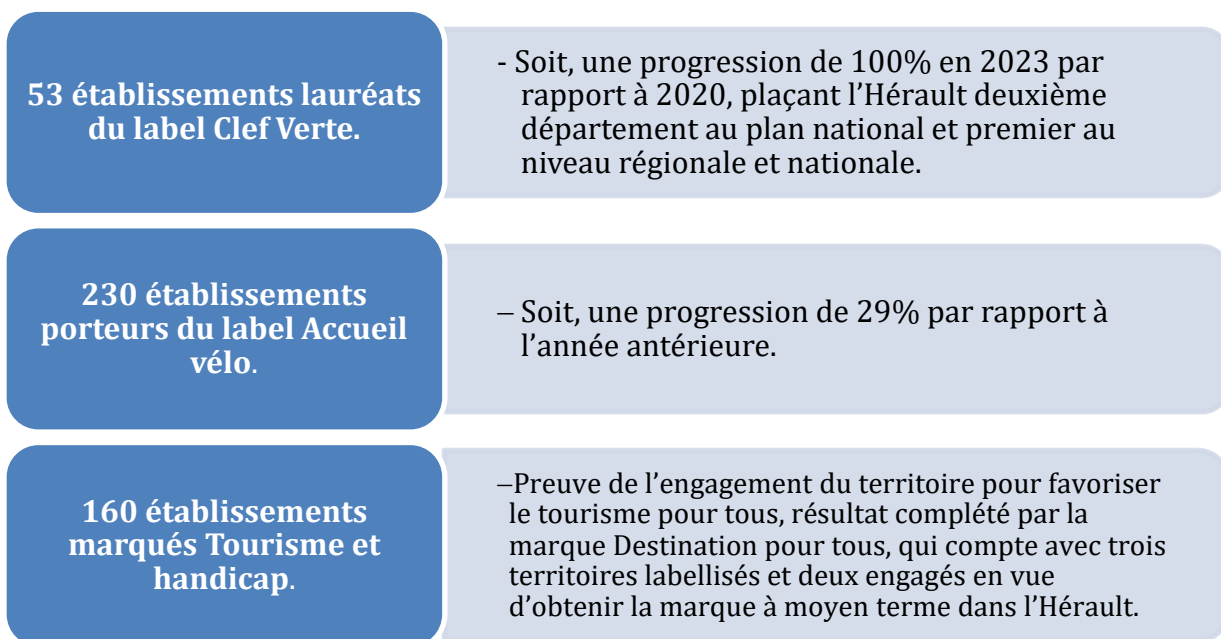 53 établissements lauréats
du label Clef Verte.
- Soit, une progression de 100% en 2023 par
rapport à 2020, plaçant l’Hérault deuxième
département au plan national et premier au
niveau régionale et nationale.
230 établissements
porteurs du label Accueil
vélo.
– Soit, une progression de 29% par rapport à
l’année antérieure.
160 établissements
marqués Tourisme et
handicap.
–Preuve de l’engagement du territoire pour favoriser
le tourisme pour tous, résultat complété par la
marque Destination pour tous, qui compte avec trois
territoires labellisés et deux engagés en vue
d’obtenir la marque à moyen terme dans l’Hérault.